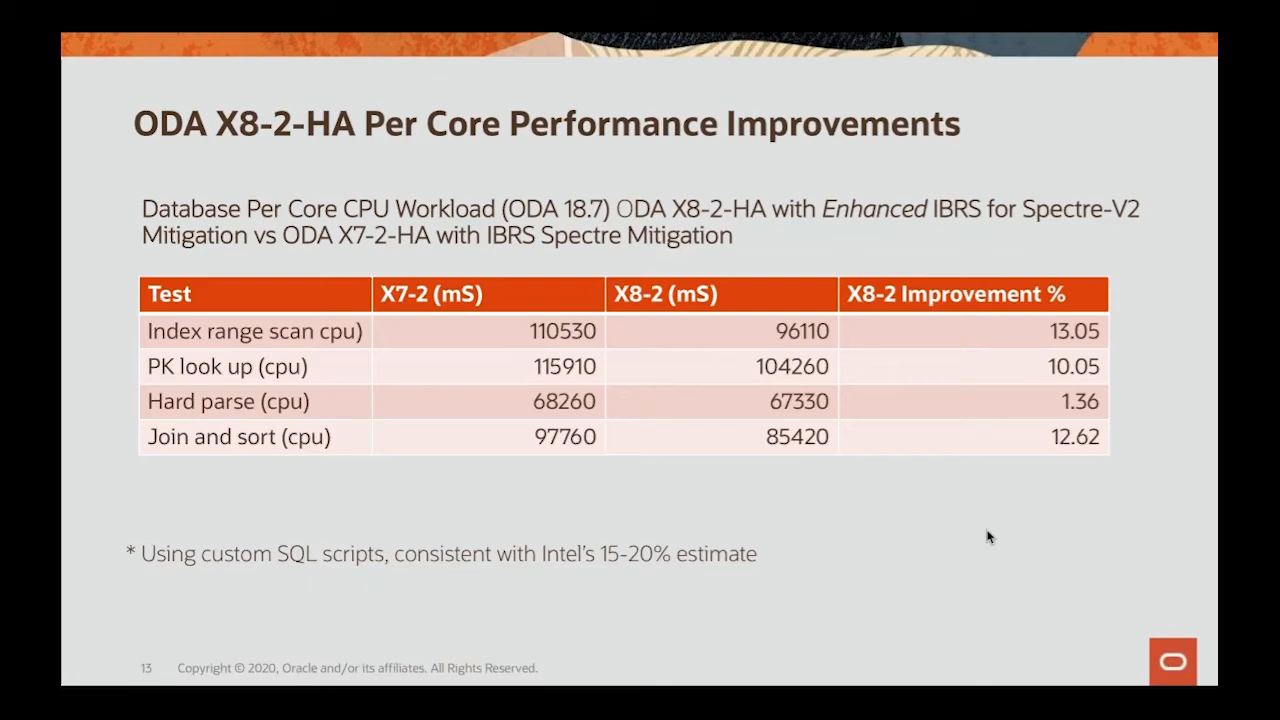 ODA X8-2-HA Per Core Performance Improvements
Database Per Core CPU Workload (ODA 18.7) ODA X8-2-HA with Enhanced IBRS for Spectre-V2
Mitigation vs ODA X7-2-HA with IBRS Spectre Mitigation
Test X7-2 (mS) X8-2 (mS) X8-2 Improvement %
Index range scan cpu) 110530 96110 13.05
PK look up (cpu) 115910 104260 10.05
Hard parse (cpu) 68260 67330 1.36
Join and sort (cpu) 97760 85420 12.62
* Using custom SQL scripts, consistent with Intel's 15-20% estimate
13 Copyright © 2020, Oracle and/or its affiliates. All Rights Reserved.